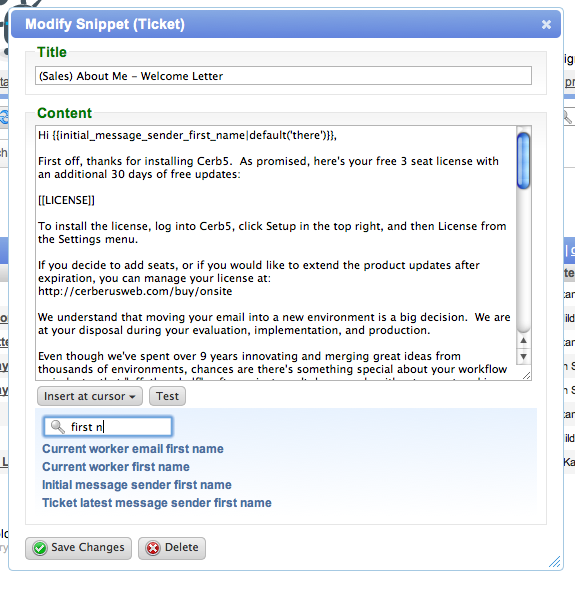 Modify Snippet (Ticket)
Title
(Sales) About Me - Welcome Letter
Content
Hi {{initial_message_sender_first_name|default('there')}},
First off, thanks for installing Cerb5.  As promised, here's your free 3 seat license with
an additional 30 days of free updates:
[[LICENSE]]
To install the license, log into Cerb5, click Setup in the top right, and then License from
the Settings menu.
If you decide to add seats, or if you would like to extend the product updates after
expiration, you can manage your license at:
http://cerberusweb.com/buy/onsite
We understand that moving your email into a new environment is a big decision.  We are
at your disposal during your evaluation, implementation, and production.
Even though we've spent over 9 years innovating and merging great ideas from
thousands of environments, chances are there's something special about your workflow
Insert at cursor
Test
first n
Current worker email first name
Current worker first name
Initial message sender first name
Ticket latest message sender first name
Save Changes
Delete